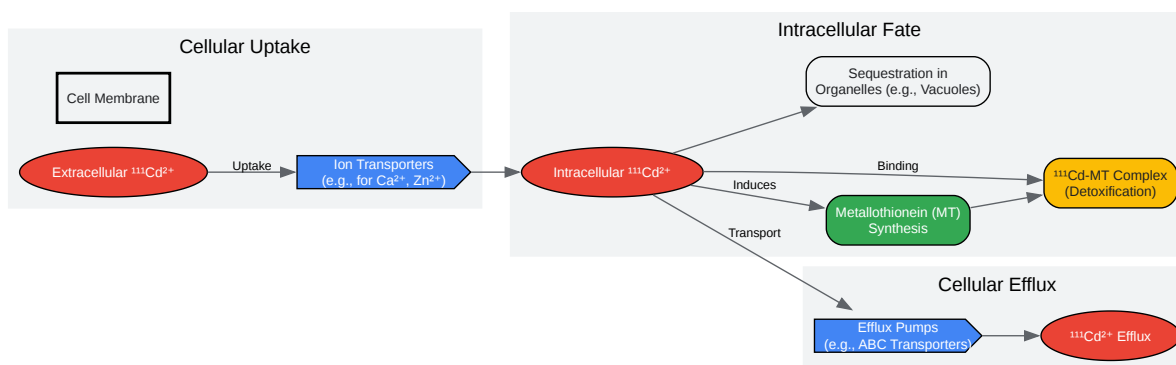 Cellular Uptake
Cell Membrane
Extracellular ¹¹¹Cd²⁺
Uptake
Ion Transporters
(e.g., for Ca²⁺, Zn²⁺)
Intracellular Fate
Sequestration in
Organelles (e.g., Vacuoles)
Intracellular ¹¹¹Cd²⁺
Binding
Induces
Transport
Metallothionein (MT)
Synthesis
¹¹¹Cd-MT Complex
(Detoxification)
Cellular Efflux
Efflux Pumps
(e.g., ABC Transporters)
¹¹¹Cd²⁺ Efflux